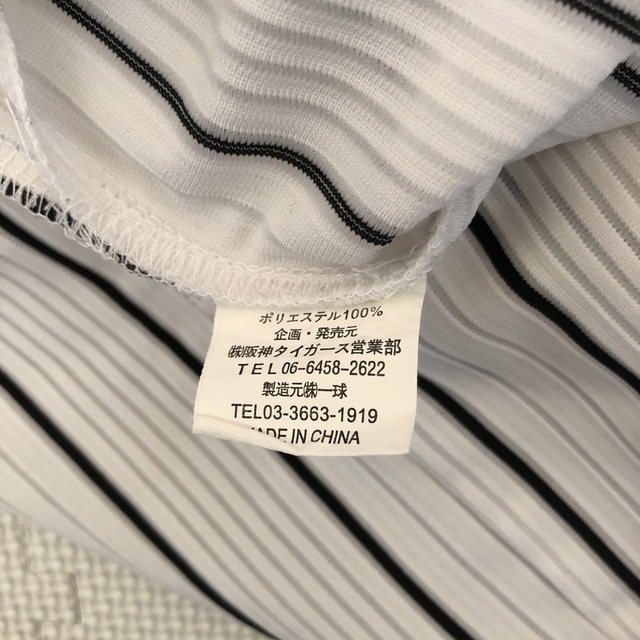 ポリエステル100%
企画・発売元
㈱阪神タイガース営業部
TEL06-6458-2622
製造元㈱一球
TEL03-3663-1919
MADE IN CHINA